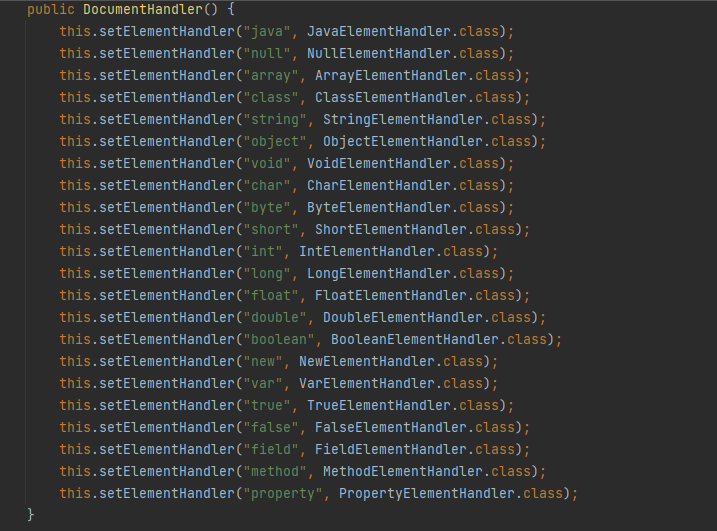 public DocumentHandler() {
this.setElementHandler("java", JavaElementHandler.class);
this.setElementHandler("null", NullElementHandler.class);
this.setElementHandler("array", ArrayElementHandler.class);
this.setElementHandler("class", ClassElementHandler.class);
this.setElementHandler("string", StringElementHandler.class);
this.setElementHandler("object", ObjectElementHandler.class);
this.setElementHandler("void", VoidElementHandler.class);
this.setElementHandler("char", CharElementHandler.class);
this.setElementHandler("byte", ByteElementHandler.class);
this.setElementHandler("short", ShortElementHandler.class);
this.setElementHandler("int", IntElementHandler.class);
this.setElementHandler("long", LongElementHandler.class);
this.setElementHandler("float", FloatElementHandler.class);
this.setElementHandler("double", DoubleElementHandler.class);
this.setElementHandler("boolean", BooleanElementHandler.class);
this.setElementHandler("new", NewElementHandler.class);
this.setElementHandler("var", VarElementHandler.class);
this.setElementHandler("true", TrueElementHandler.class);
this.setElementHandler("false", FalseElementHandler.class);
this.setElementHandler("field", FieldElementHandler.class);
this.setElementHandler("method", MethodElementHandler.class);
this.setElementHandler("property", PropertyElementHandler.class);
}